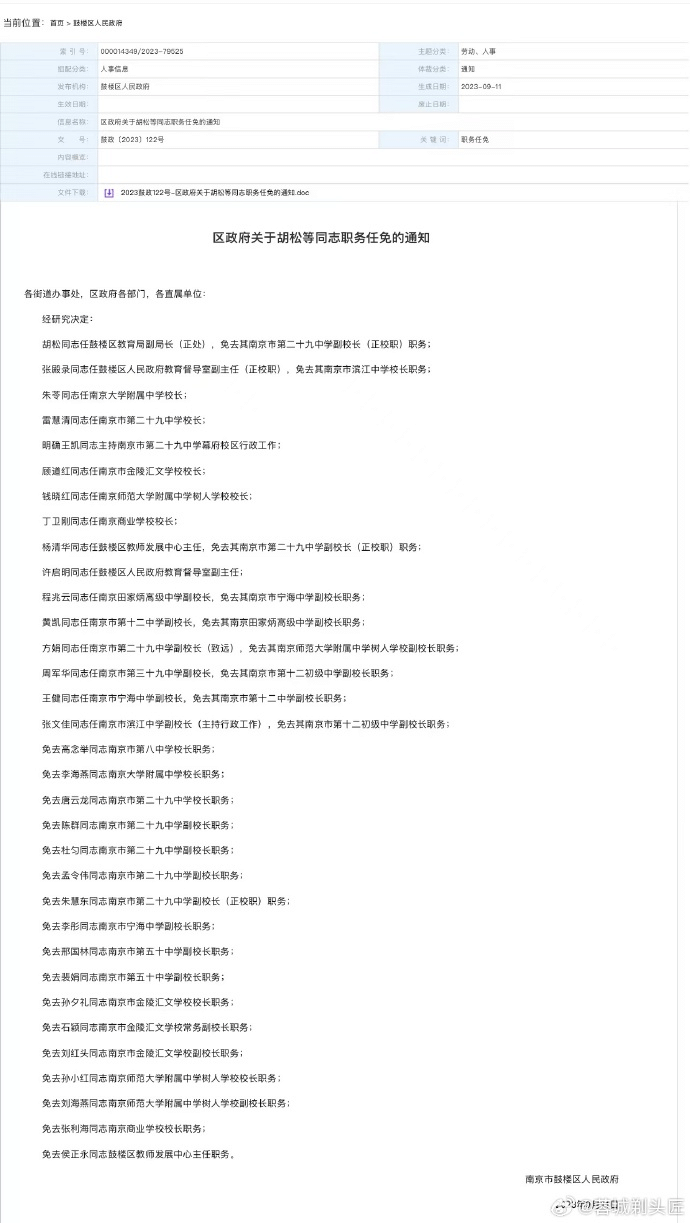 当前位置： 首页 > 鼓楼区人民政府
索 引 号： 000014349/2023-79525 主题分类： 劳动、人事
组配分类： 人事信息 体裁分类： 通知
发布机构： 鼓楼区人民政府 生成日期： 2023-09-11
生效日期： 废止日期：
信息名称： 区政府关于胡松等同志职务任免的通知
文 号： 鼓政〔2023〕122号 关 键 词： 职务任免
内容概览：
在线链接地址：
文件下载： 2023鼓政122号-区政府关于胡松等同志职务任免的通知.doc
区政府关于胡松等同志职务任免的通知
各街道办事处，区政府各部门，各直属单位：
经研究决定：
胡松同志任鼓楼区教育局副局长（正处），免去其南京市第二十九中学副校长（正校职）职务；
张殿录同志任鼓楼区人民政府教育督导室副主任（正校职），免去其南京市滨江中学校长职务；
朱苓同志任南京大学附属中学校长；
雷慧清同志任南京市第二十九中学校长；
明确王凯同志主持南京市第二十九中学幕府校区行政工作；
顾道红同志任南京市金陵汇文学校校长；
钱晓红同志任南京师范大学附属中学树人学校校长；
丁卫刚同志任南京商业学校校长；
杨清华同志任鼓楼区教师发展中心主任，免去其南京市第二十九中学副校长（正校职）职务；
许启明同志任鼓楼区人民政府教育督导室副主任；
程兆云同志任南京田家炳高级中学副校长，免去其南京市宁海中学副校长职务；
黄凯同志任南京市第十二中学副校长，免去其南京田家炳高级中学副校长职务；
方娟同志任南京市第二十九中学副校长（致远），免去其南京师范大学附属中学树人学校副校长职务；
周军华同志任南京市第三十九中学副校长，免去其南京市第十二初级中学副校长职务；
王健同志任南京市宁海中学副校长，免去其南京市第十二中学副校长职务；
张文佳同志任南京市滨江中学副校长（主持行政工作），免去其南京市第十二初级中学副校长职务；
免去高念举同志南京市第八中学校长职务；
免去李海燕同志南京大学附属中学校长职务；
免去唐云龙同志南京市第二十九中学校长职务；
免去陈群同志南京市第二十九中学副校长职务；
免去杜匀同志南京市第二十九中学副校长职务；
免去孟令伟同志南京市第二十九中学副校长职务；
免去朱慧东同志南京市第二十九中学副校长（正校职）职务；
免去李彤同志南京市宁海中学副校长职务；
免去邢国林同志南京市第五十中学副校长职务；
免去裴娟同志南京市第五十中学副校长职务；
免去孙夕礼同志南京市金陵汇文学校校长职务；
免去石颖同志南京市金陵汇文学校常务副校长职务；
免去刘红头同志南京市金陵汇文学校副校长职务；
免去孙小红同志南京师范大学附属中学树人学校校长职务；
免去刘海燕同志南京师范大学附属中学树人学校副校长职务；
免去张利海同志南京商业学校校长职务；
免去侯正永同志鼓楼区教师发展中心主任职务。
南京市鼓楼区人民政府